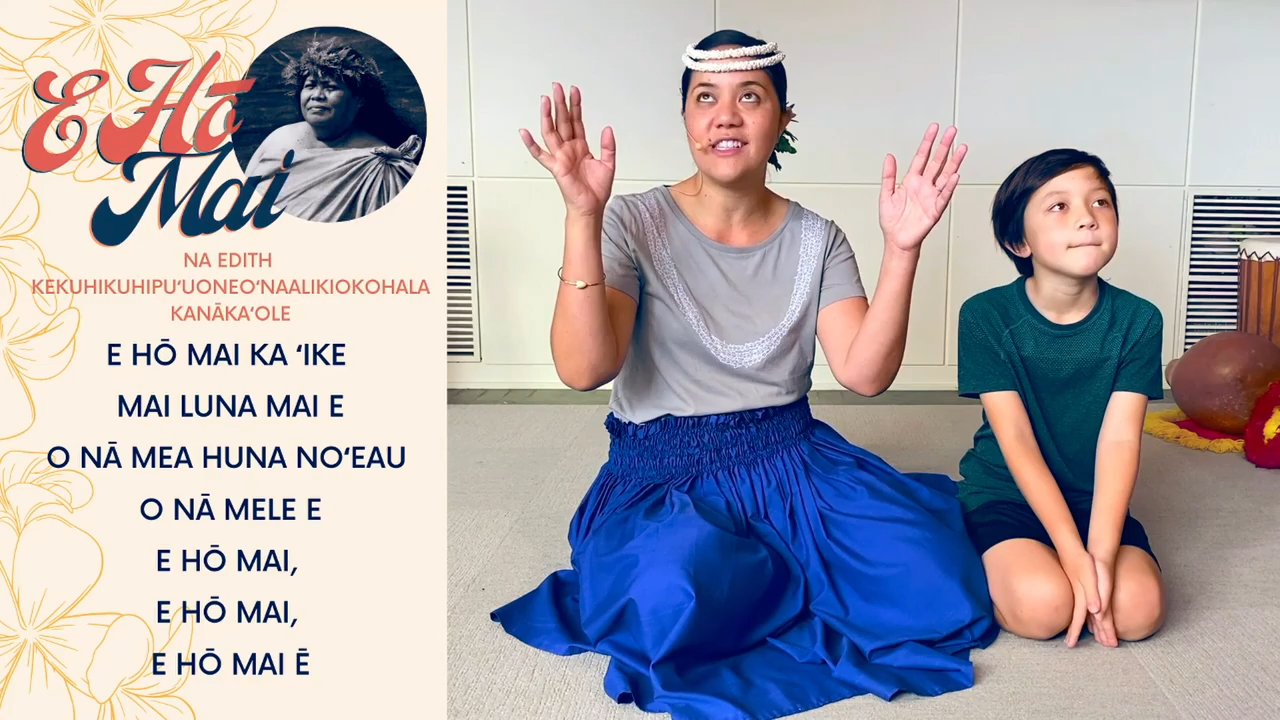 E Hō
Mai
NA EDITH
KEKUHIKUHIPUʻUONEOʻNAALIKIOKOHALA
KANĀKAʻOLE
E HŌ MAI KA ʻIKE
MAI LUNA MAI E
O NĀ MEA HUNA NOʻEAU
O NĀ MELE E
E HŌ MAI,
E HŌ MAI,
E HŌ MAI Ē